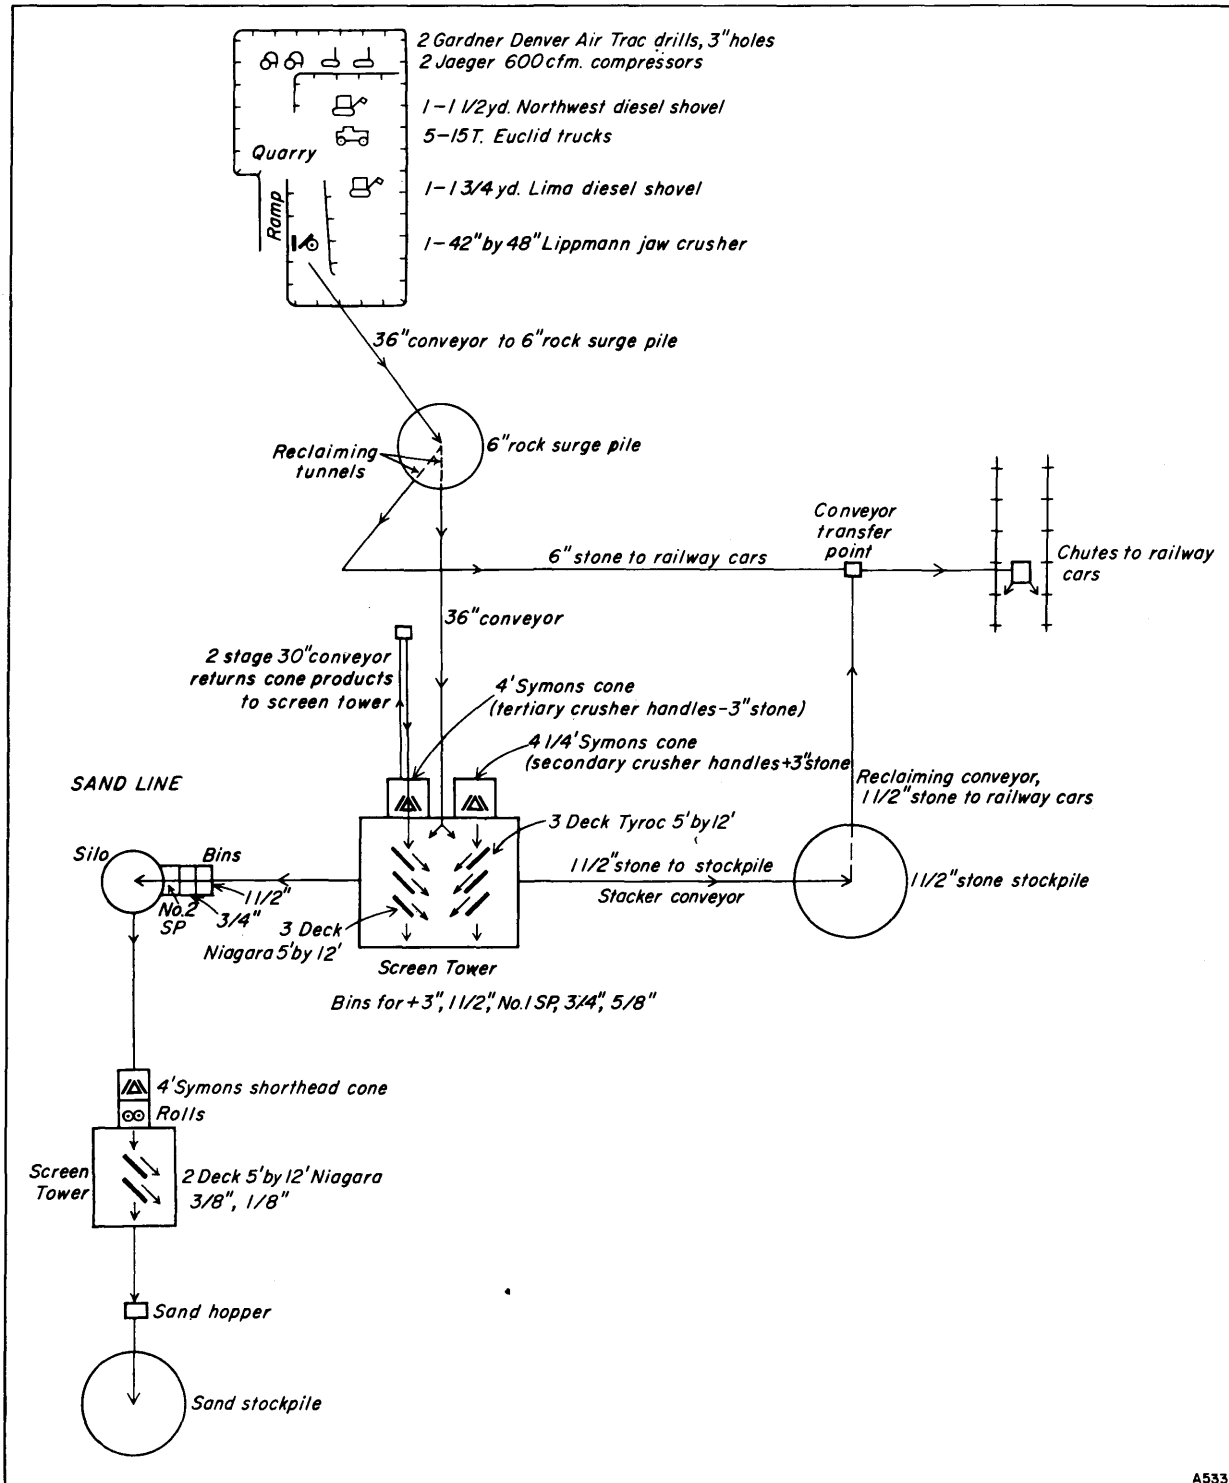 2 Gardner Denver Air Trac drills, 3" holes
2 Jaeger 600 cfm. compressors
1-1 1/2 yd. Northwest diesel shovel
5-15 T. Euclid trucks
Quarry
1-1 3/4 yd. Lima diesel shovel
Ramp
1-42" by 48" Lippmann jaw crusher
36" conveyor to 6" rock surge pile
6" rock surge pile
Reclaiming
tunnels
Conveyor
transfer
point
6" stone to railway cars
Chutes to railway
cars
36" conveyor
2 stage 30" conveyor
returns cone products
to screen tower
4' Symons cone
(tertiary crusher handles-3" stone)
4 1/4' Symons cone
(secondary crusher handles+3" stone
Reclaiming conveyor,
1 1/2" stone to railway cars
SAND LINE
3 Deck Tyroc 5' by 12'
Silo
Bins
1 1/2"
3/4"
No.2
SP
1 1/2" stone to stockpile
Stacker conveyor
1 1/2" stone stockpile
3 Deck
Niagara 5' by 12'
Screen Tower
Bins for +3", 1 1/2", No.1 SP, 3/4", 5/8"
4' Symons shorthead cone
Rolls
Screen
Tower
2 Deck 5' by 12' Niagara
3/8", 1/8"
Sand hopper
Sand stockpile
A533